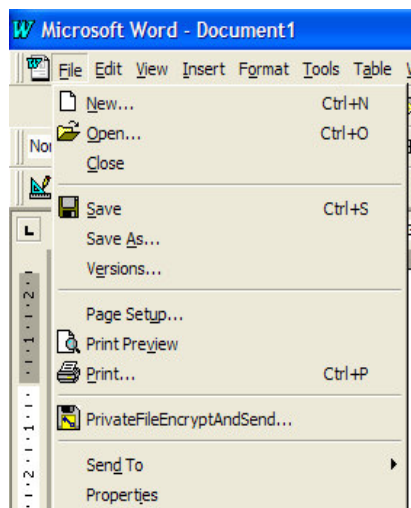 Microsoft Word - Document1
File Edit View Insert Format Tools Table
New... Ctrl+N
Open... Ctrl+O
Close
Save Ctrl+S
Save As...
Versions...
Page Setup...
Print Preview
Print... Ctrl+P
PrivateFileEncryptAndSend...
Send To
Properties